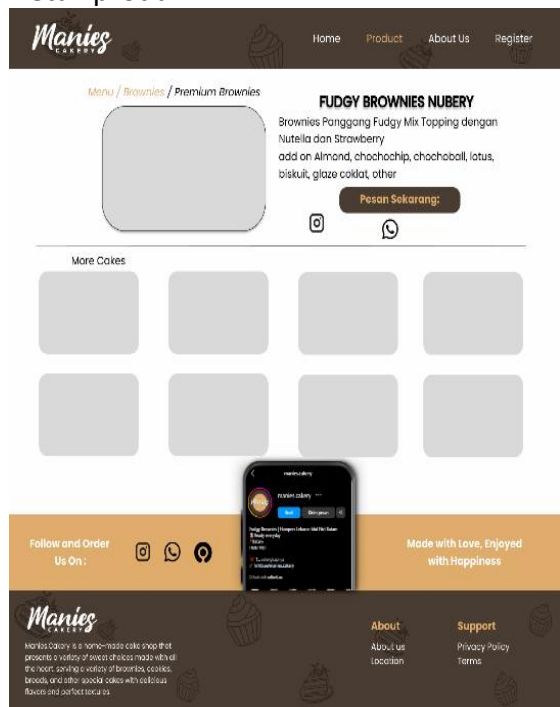 Manies
CAKERY
Home Product About Us Register
Menu / Brownies / Premium Brownies
FUDGY BROWNIES NUBERY
Brownies Panggang Fudgy Mix Topping dengan
Nutella dan Strawberry
add on Almond, chochochip, chochoball, lotus,
biskuit, glaze coklat, other
Pesan Sekarang:
More Cakes
manies.cakery
manies.cakery
Follow and Order
Us On :
Made with Love, Enjoyed
with Happiness
Manies
CAKERY
Manies Cakery is a home-made cake shop that
presents a variety of sweet choices made with all
the heart. serving a variety of brownies, cookies,
breads, and other special cakes with delicious
flavors and perfect textures.
About
About us
Location
Support
Privacy Policy
Terms